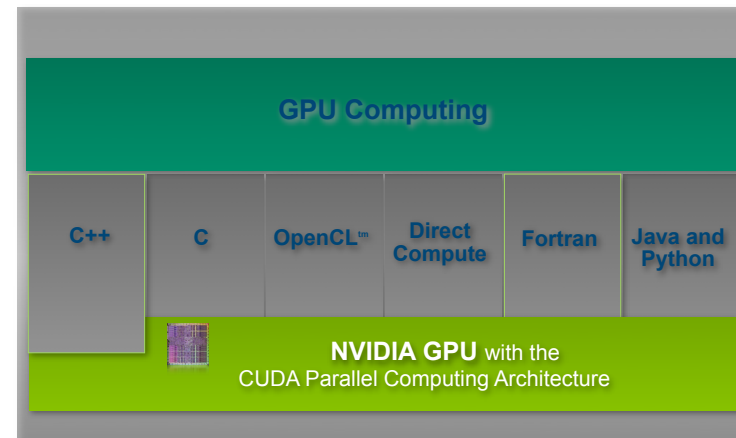 GPU Computing
C++
C
OpenCL™
Direct
Compute
Fortran
Java and
Python
NVIDIA GPU with the
CUDA Parallel Computing Architecture